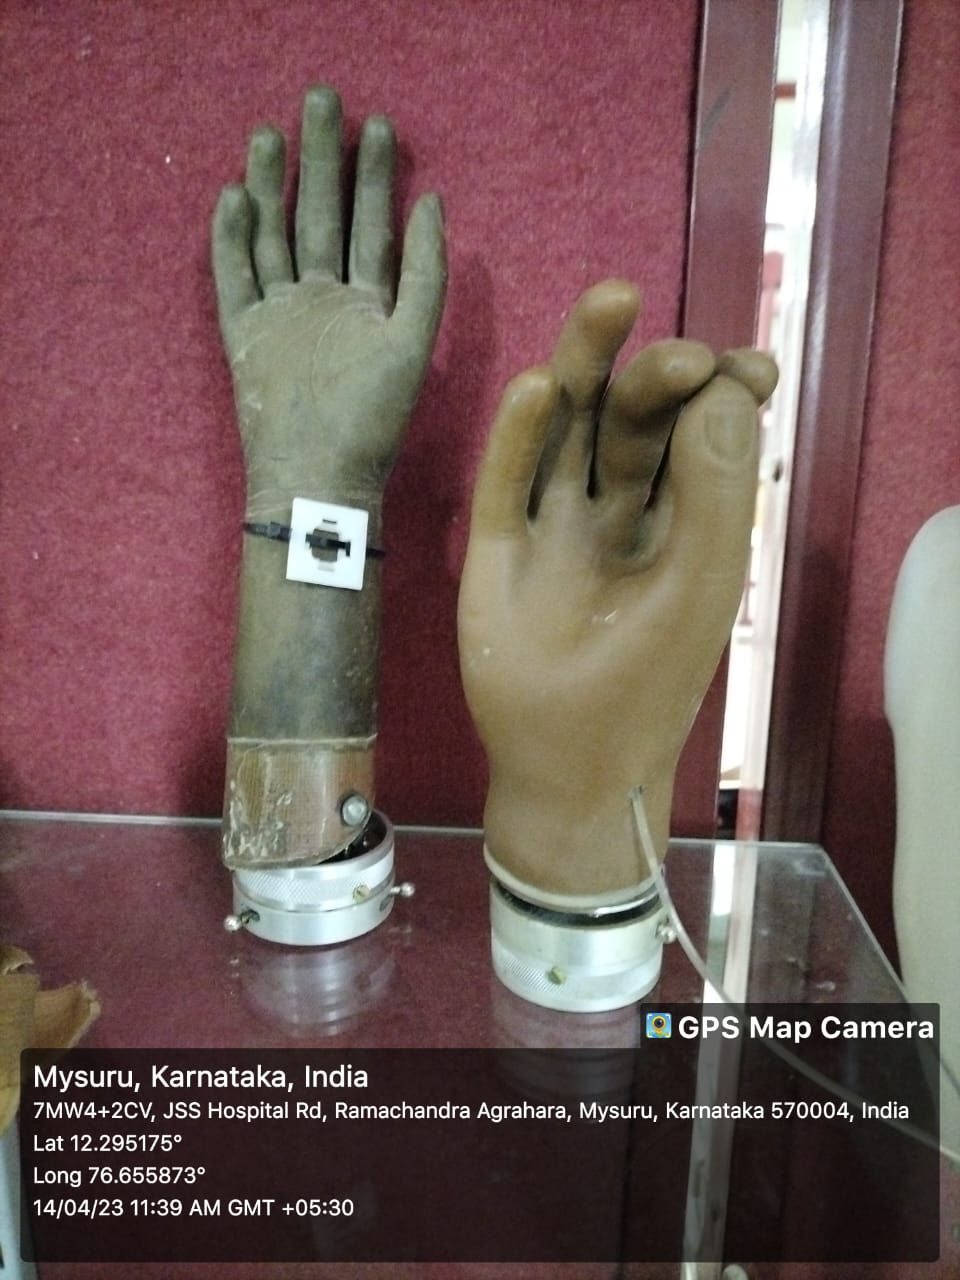 GPS Map Camera
Mysuru, Karnataka, India
7MW4+2CV, JSS Hospital Rd, Ramachandra Agrahara, Mysuru, Karnataka 570004, India
Lat 12.295175°
Long 76.655873°
14/04/23 11:39 AM GMT +05:30